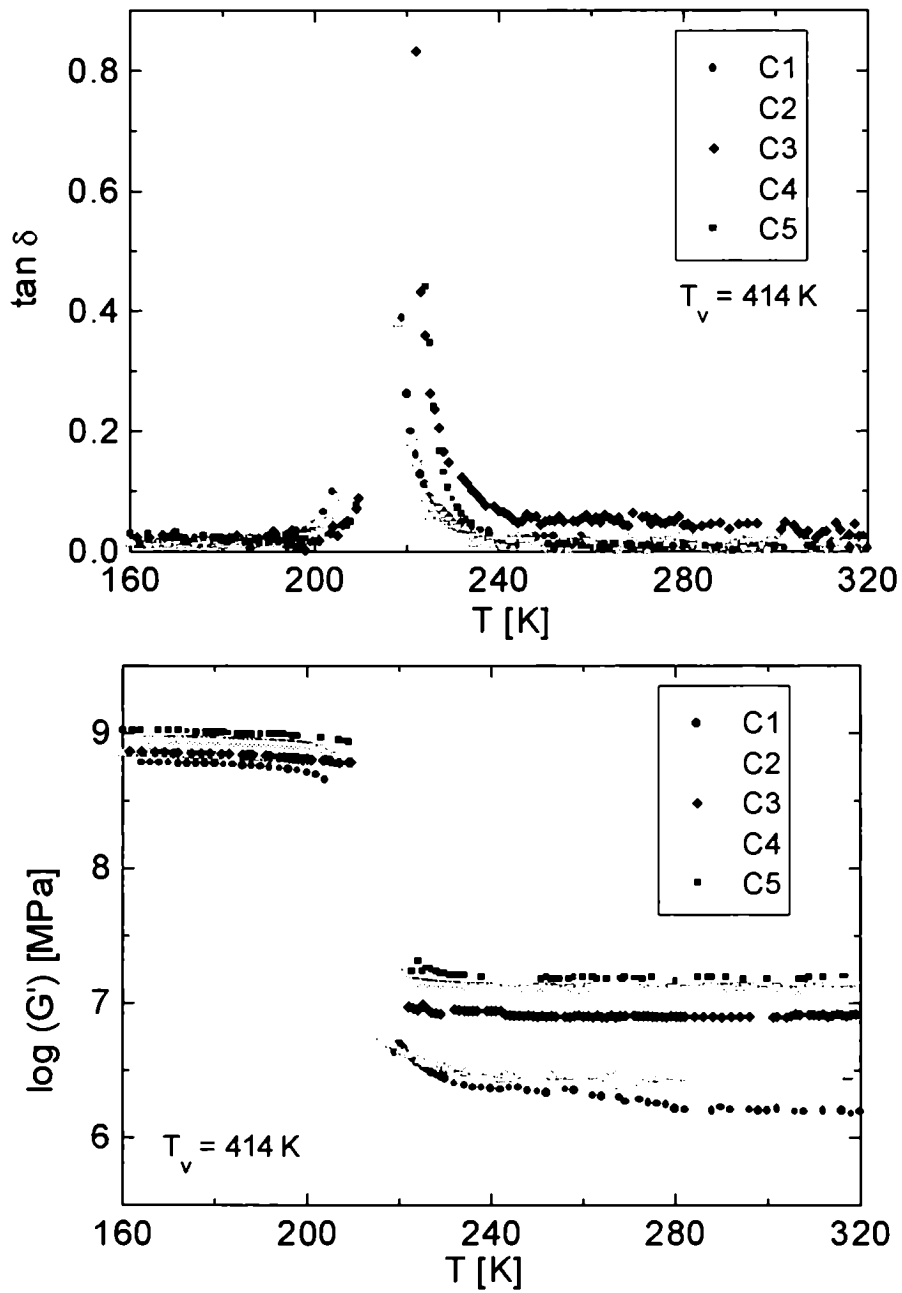 0.8
0.6
0.4
0.2
0.0
tan δ
C1
C2
C3
C4
C5
T_v = 414 K
160
200
240
280
320
T [K]
9
8
7
6
log (G') [MPa]
C1
C2
C3
C4
C5
T_v = 414 K
160
200
240
280
320
T [K]